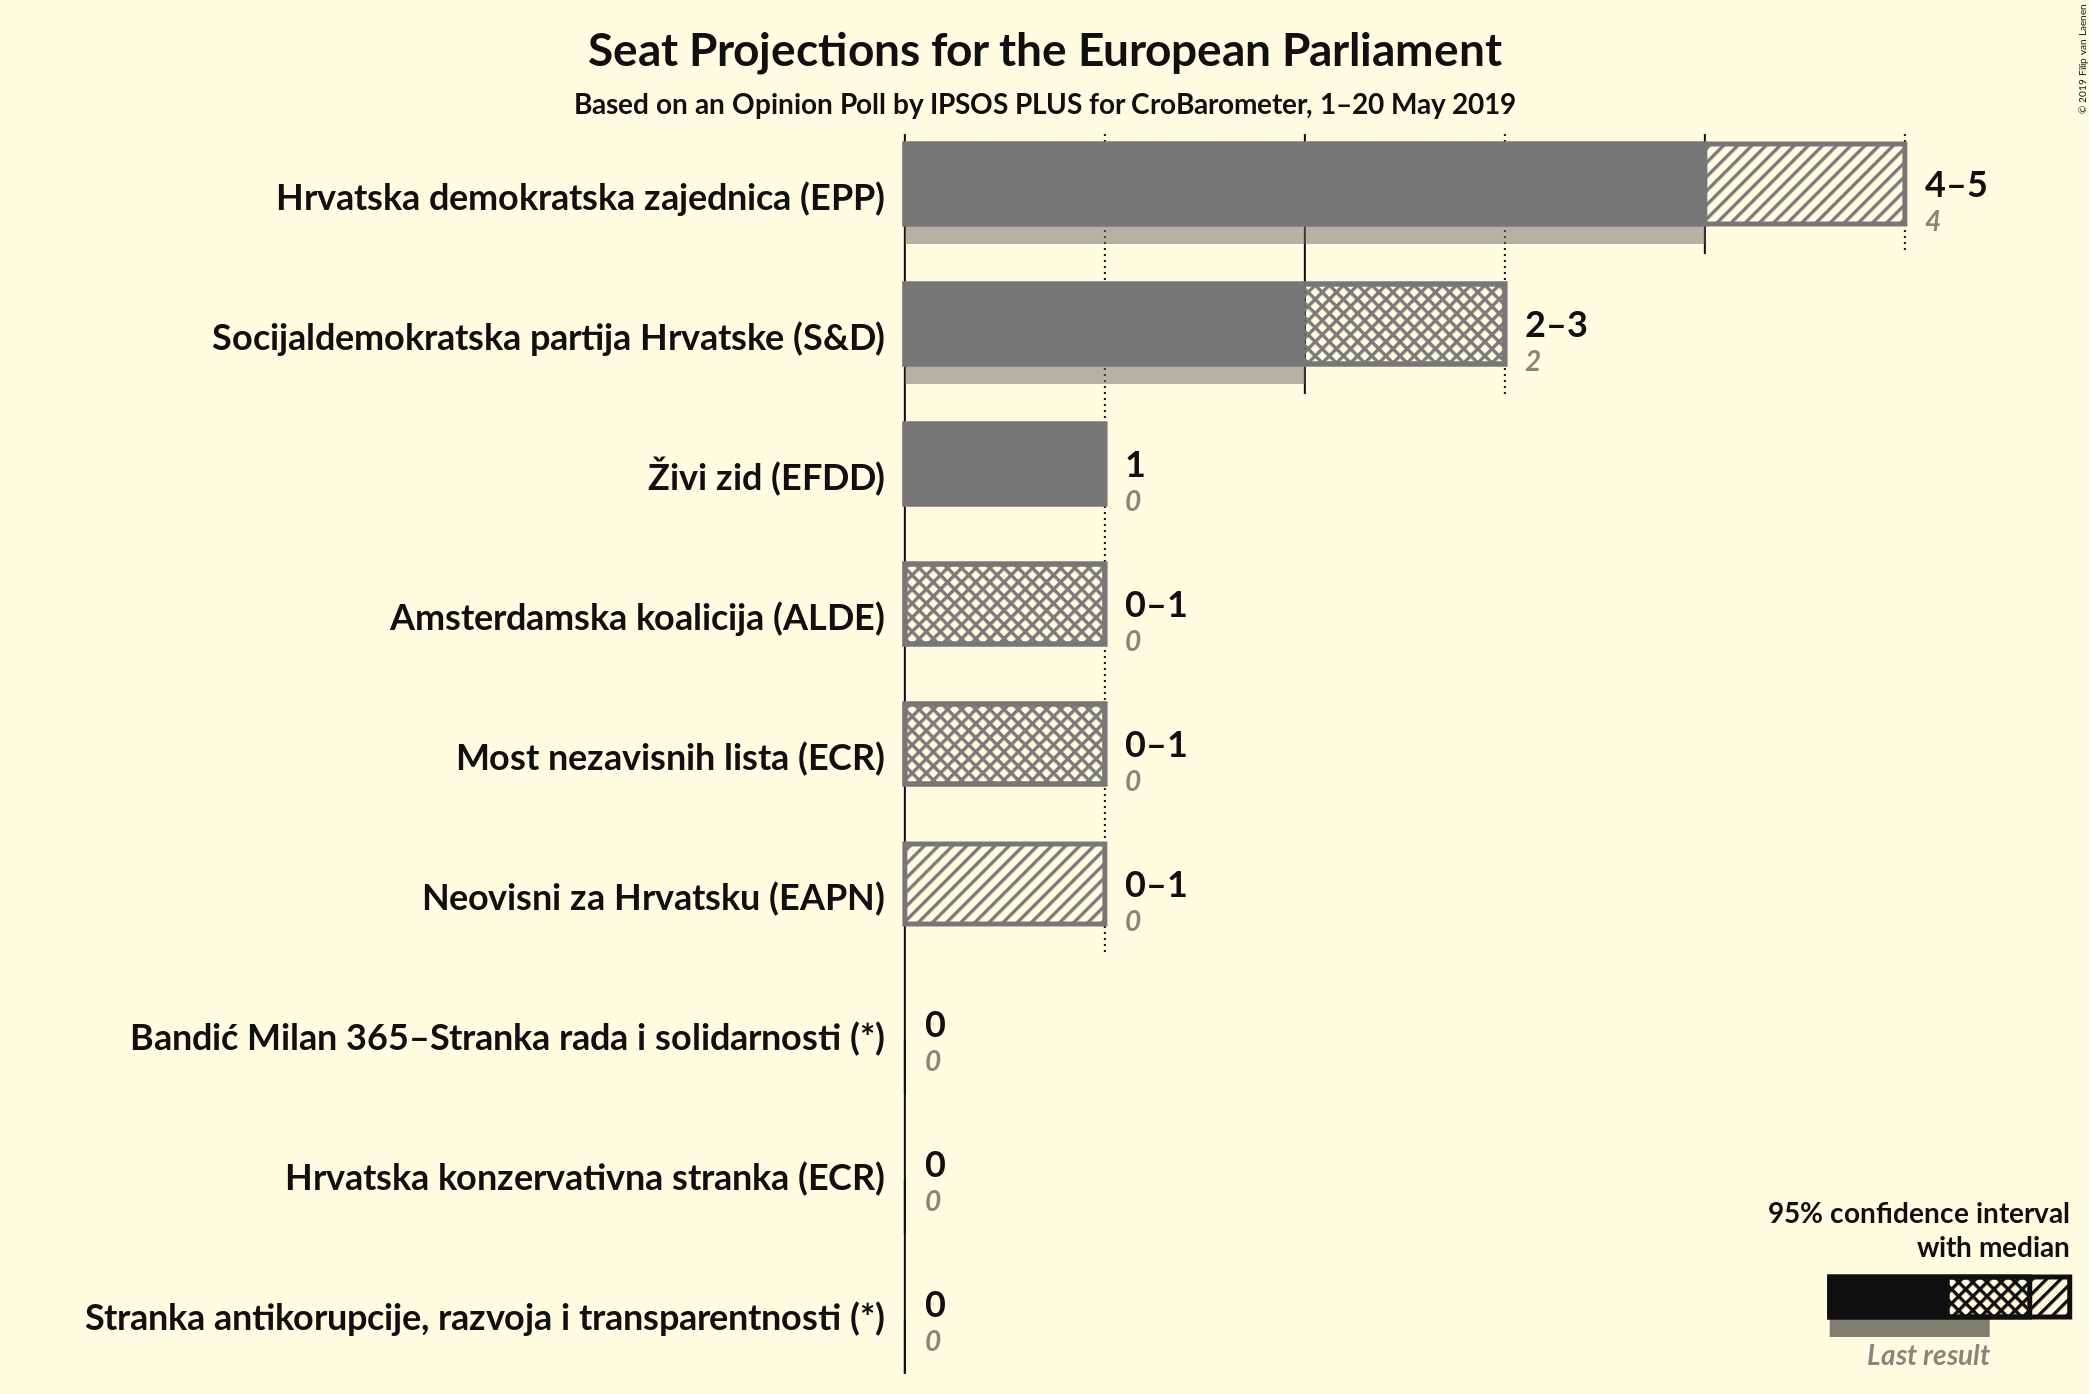 Seat Projections for the European Parliament
Based on an Opinion Poll by IPSOS PLUS for CroBarometer, 1–20 May 2019
© 2019 Filip van Laenen
Hrvatska demokratska zajednica (EPP)
4–5
4
Socijaldemokratska partija Hrvatske (S&D)
2–3
2
Živi zid (EFDD)
1
0
Amsterdamska koalicija (ALDE)
0–1
0
Most nezavisnih lista (ECR)
0–1
0
Neovisni za Hrvatsku (EAPN)
0–1
0
Bandić Milan 365–Stranka rada i solidarnosti (*)
0
0
Hrvatska konzervativna stranka (ECR)
0
0
Stranka antikorupcije, razvoja i transparentnosti (*)
0
0
95% confidence interval
with median
Last result